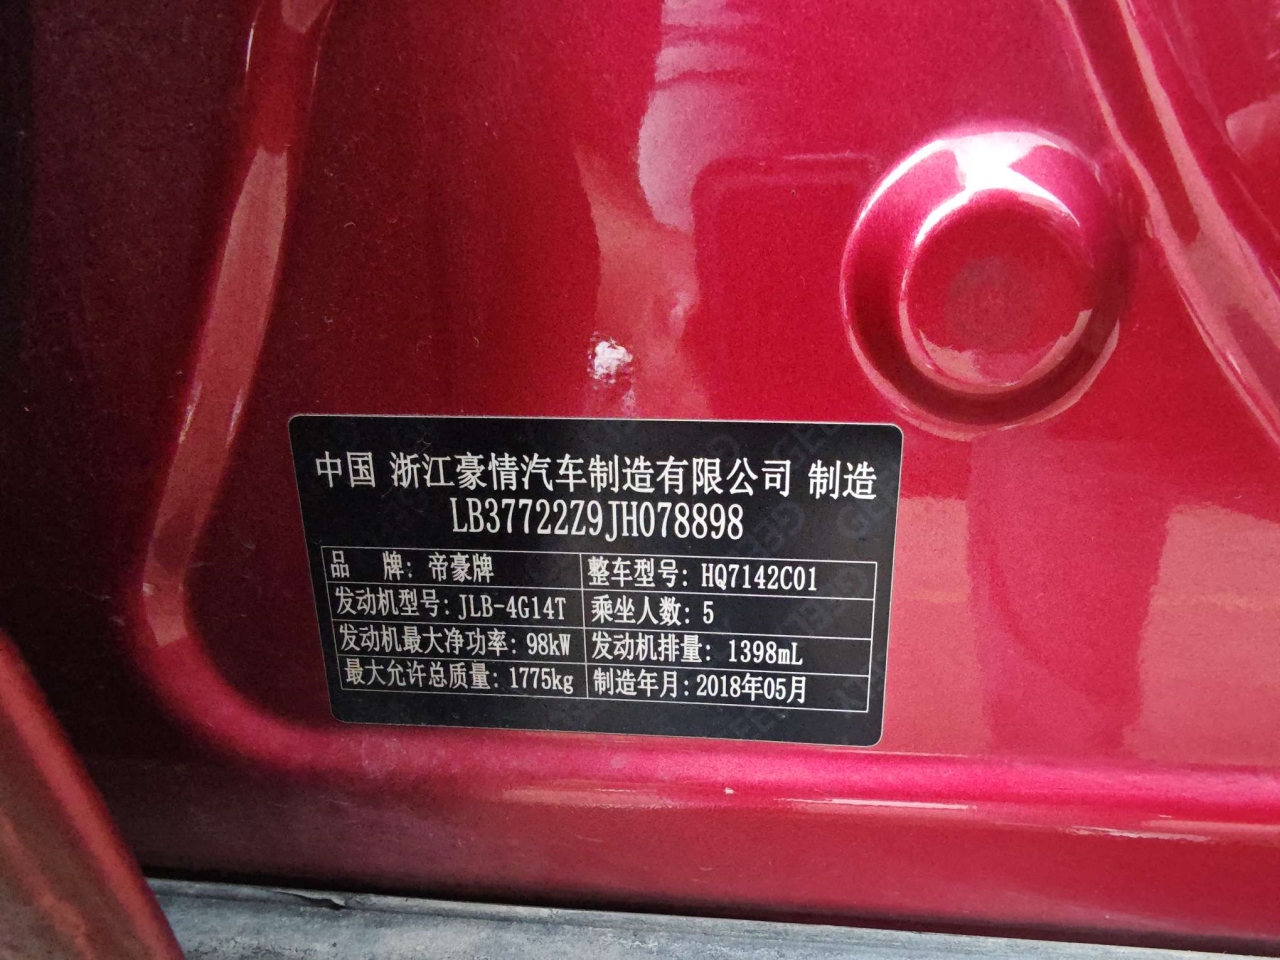 中国 浙江豪情汽车制造有限公司 制造
LB37722Z9JH078898
品 牌: 帝豪牌 整车型号: HQ7142C01
发动机型号: JLB-4G14T 乘坐人数: 5
发动机最大净功率: 98kW 发动机排量: 1398mL
最大允许总质量: 1775kg 制造年月: 2018年05月